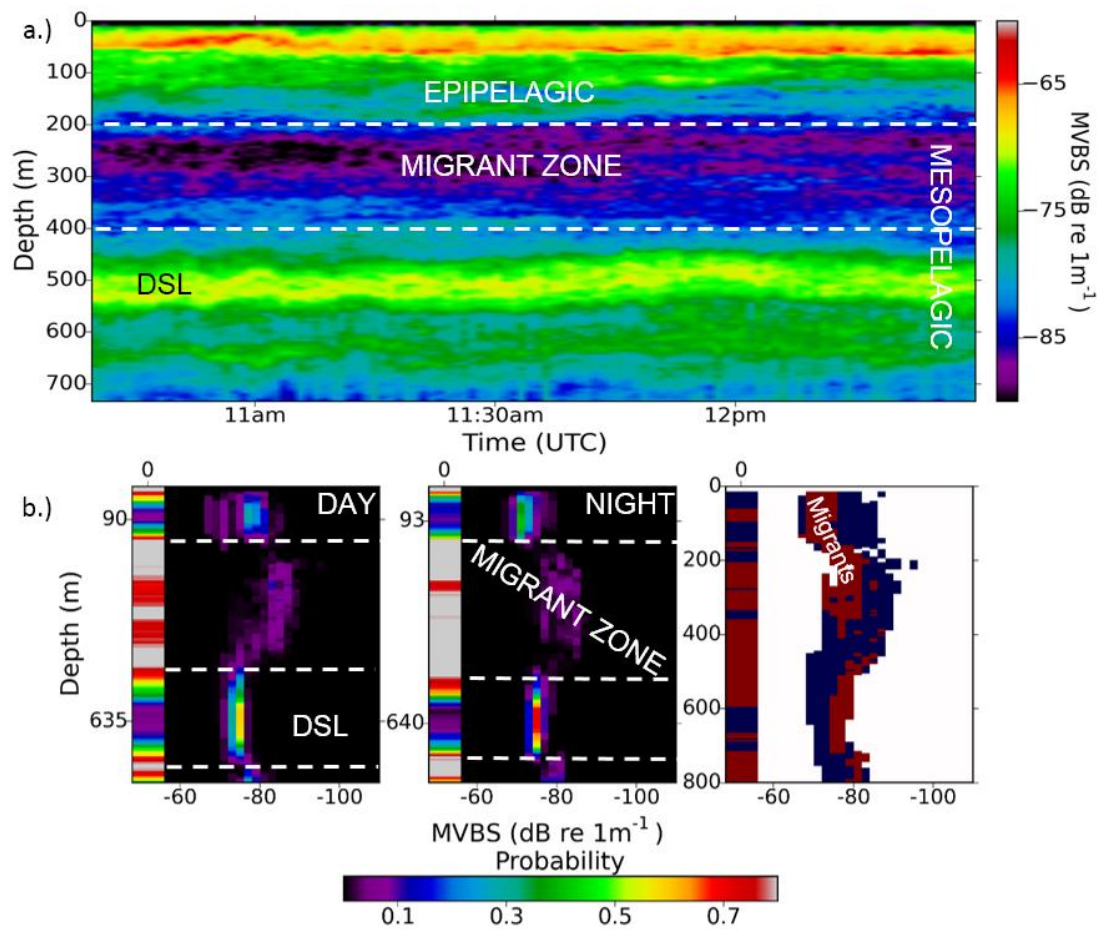 a.)
0
100
200
300
400
500
600
700
Depth (m)
EPIPELAGIC
MIGRANT ZONE
DSL
MESOPELAGIC
11am
11:30am
12pm
Time (UTC)
−65
−75
−85
MVBS (dB re 1m⁻¹)
b.)
0
90
635
Depth (m)
DAY
DSL
-60
-80
-100
0
93
640
NIGHT
MIGRANT ZONE
-60
-80
-100
0
0
200
400
600
800
Migrants
-60
-80
-100
MVBS (dB re 1m⁻¹)
Probability
0.1
0.3
0.5
0.7